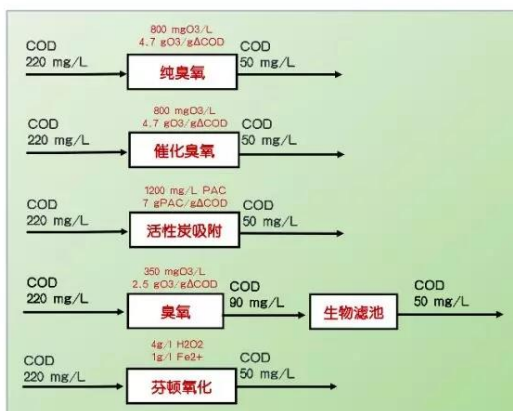 800 mgO3/L
4.7 gO3/gΔCOD
COD
220 mg/L
纯臭氧
COD
50 mg/L
800 mgO3/L
4.7 gO3/gΔCOD
COD
220 mg/L
催化臭氧
COD
50 mg/L
1200 mg/L PAC
7 gPAC/gΔCOD
COD
220 mg/L
活性炭吸附
COD
50 mg/L
350 mgO3/L
2.5 gO3/gΔCOD
COD
220 mg/L
臭氧
COD
90 mg/L
生物滤池
COD
50 mg/L
4g/l H2O2
1g/l Fe2+
COD
220 mg/L
芬顿氧化
COD
50 mg/L